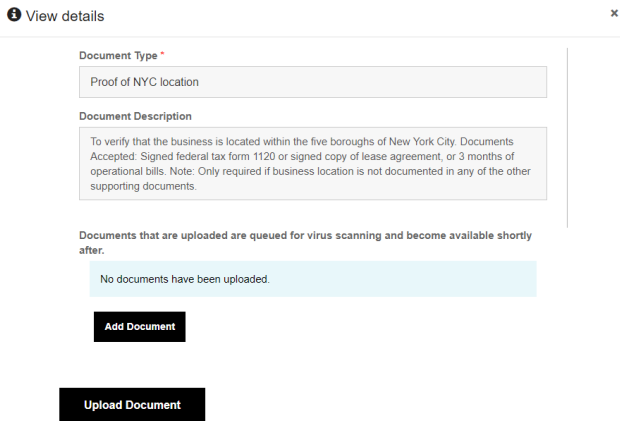 View details
×
Document Type *
Proof of NYC location
Document Description
To verify that the business is located within the five boroughs of New York City. Documents
Accepted: Signed federal tax form 1120 or signed copy of lease agreement, or 3 months of
operational bills. Note: Only required if business location is not documented in any of the other
supporting documents.
Documents that are uploaded are queued for virus scanning and become available shortly
after.
No documents have been uploaded.
Add Document
Upload Document